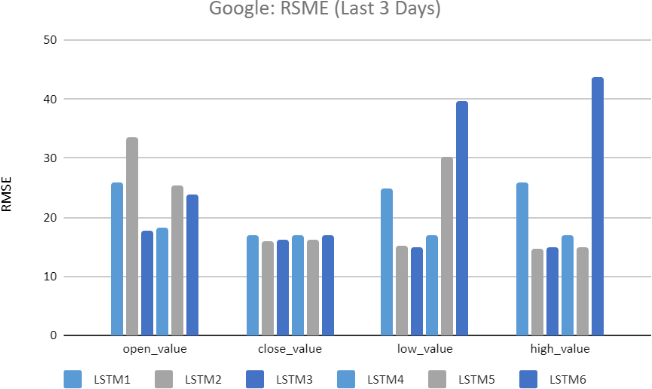 Google: RSME (Last 3 Days)
50
40
30
20
10
0
RMSE
open_value close_value low_value high_value
LSTM1 LSTM2 LSTM3 LSTM4 LSTM5 LSTM6